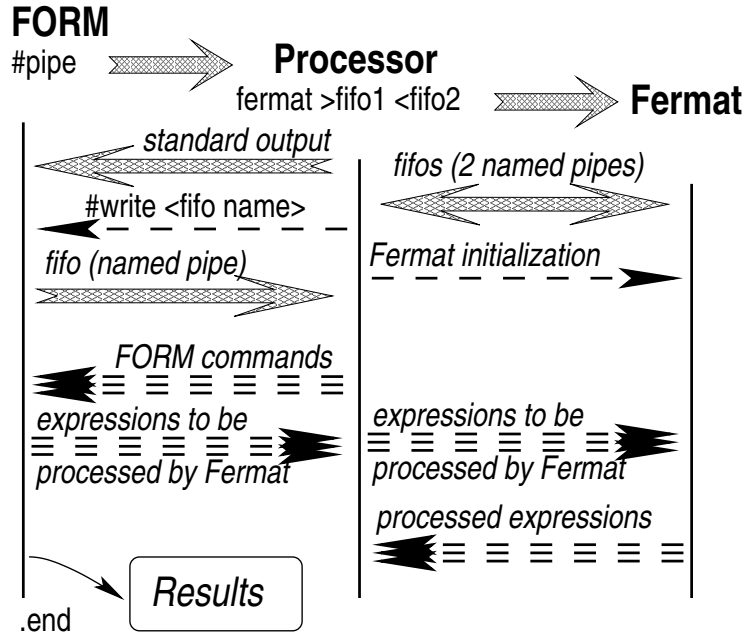 FORM
#pipe
Processor
fermat >fifo1 <fifo2
Fermat
standard output
fifos (2 named pipes)
#write <fifo name>
Fermat initialization
fifo (named pipe)
FORM commands
expressions to be
processed by Fermat
expressions to be
processed by Fermat
processed expressions
Results
.end